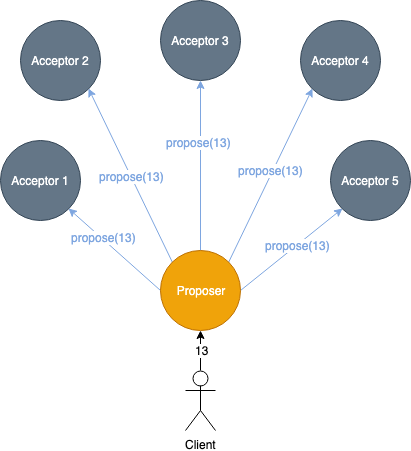 Acceptor 3
Acceptor 2
Acceptor 4
propose(13)
propose(13)
propose(13)
Acceptor 1
Acceptor 5
propose(13)
propose(13)
Proposer
13
Client